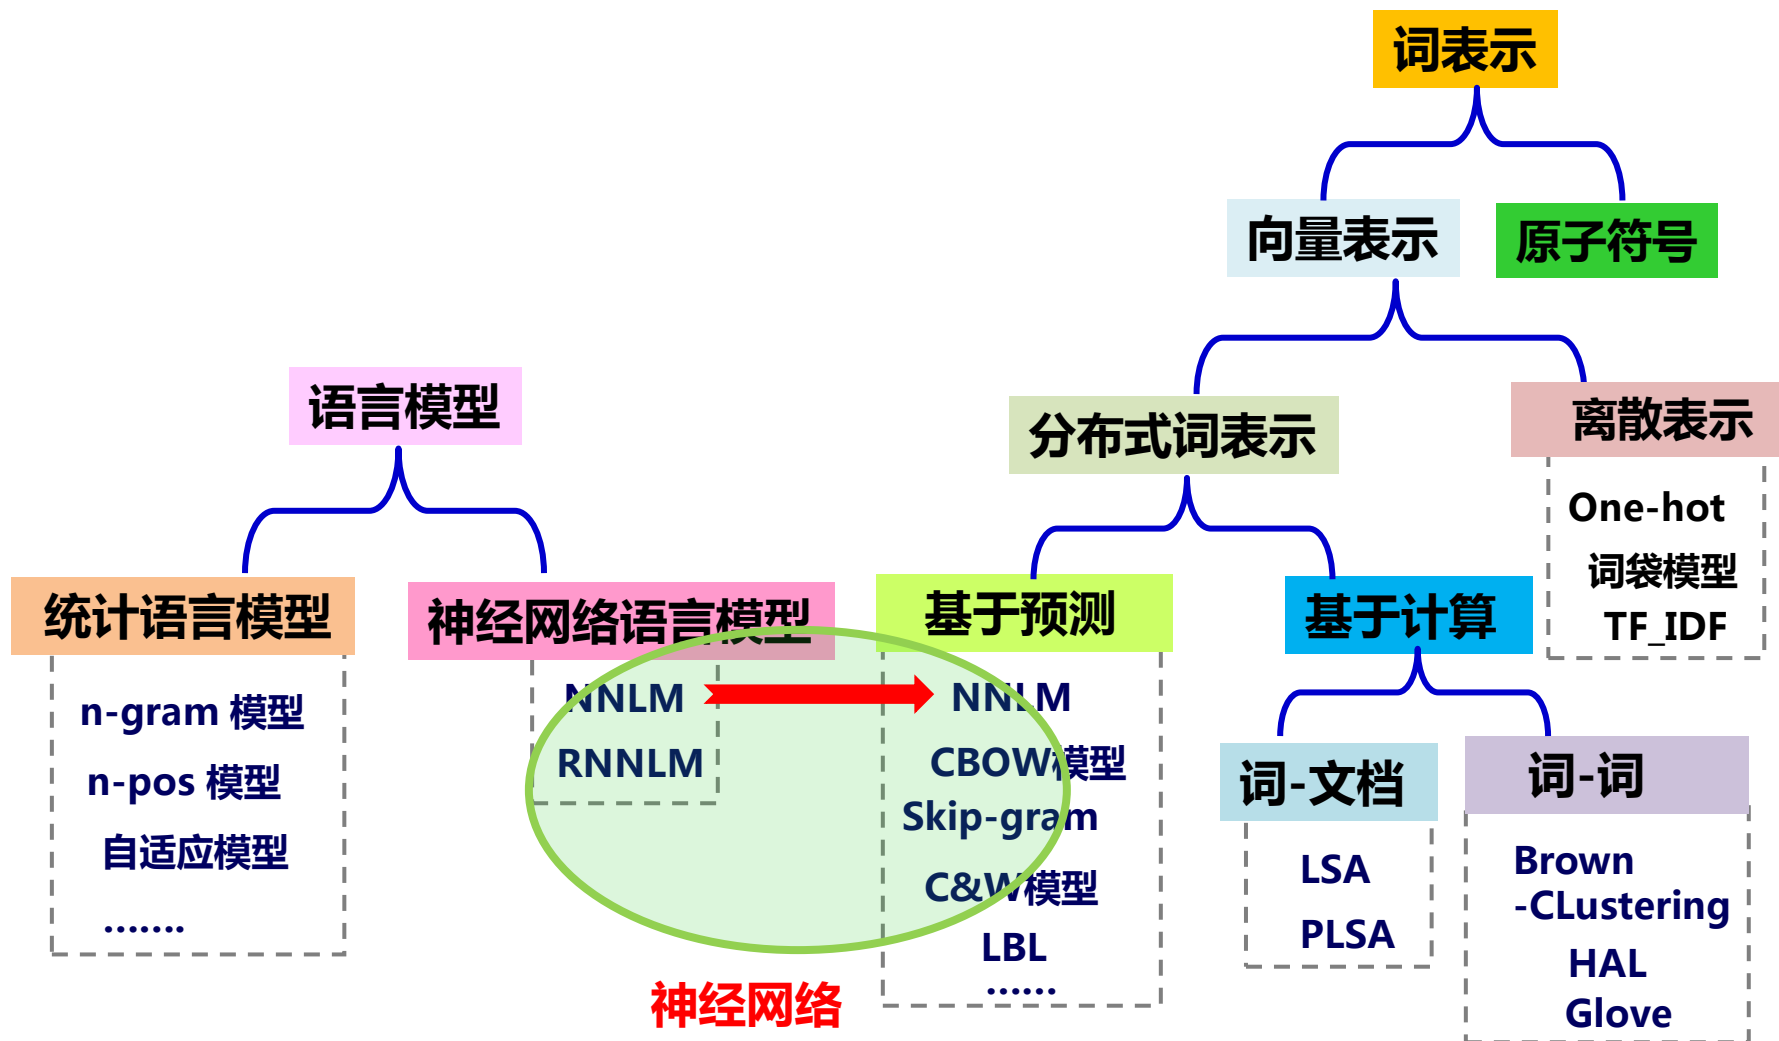 词表示
向量表示
原子符号
语言模型
分布式词表示
离散表示
One-hot
词袋模型
TF_IDF
统计语言模型
神经网络语言模型
基于预测
基于计算
n-gram 模型
n-pos 模型
自适应模型
.......
NNLM
RNNLM
NNLM
CBOW模型
Skip-gram
C&W模型
LBL
......
词-文档
LSA
PLSA
词-词
Brown
-CLustering
HAL
Glove
神经网络